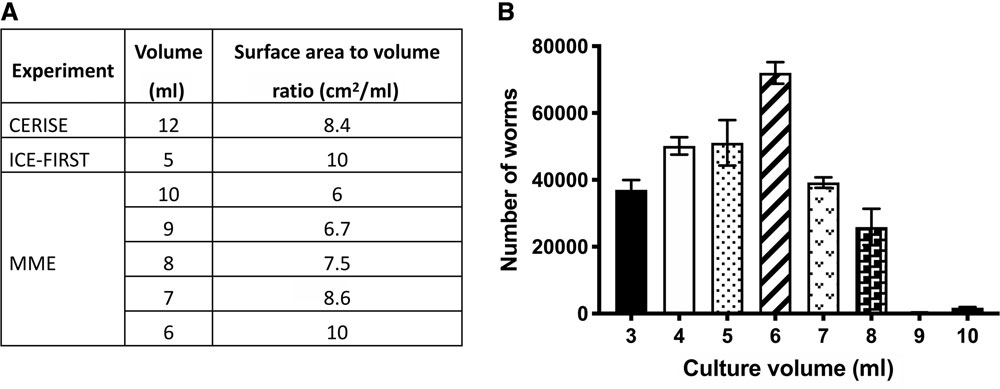 A
Experiment
Volume
(ml)
Surface area to volume
ratio (cm²/ml)
CERISE 12 8.4
ICE-FIRST 5 10
MME
10 6
9 6.7
8 7.5
7 8.6
6 10
B
Number of worms
80000
60000
40000
20000
0
3 4 5 6 7 8 9 10
Culture volume (ml)